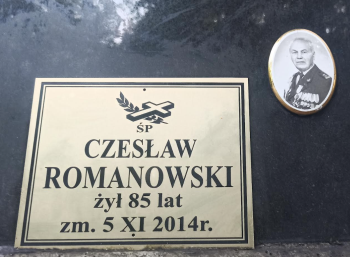 ŚP
CZESŁAW
ROMANOWSKI
żył 85 lat
zm. 5 XI 2014r.